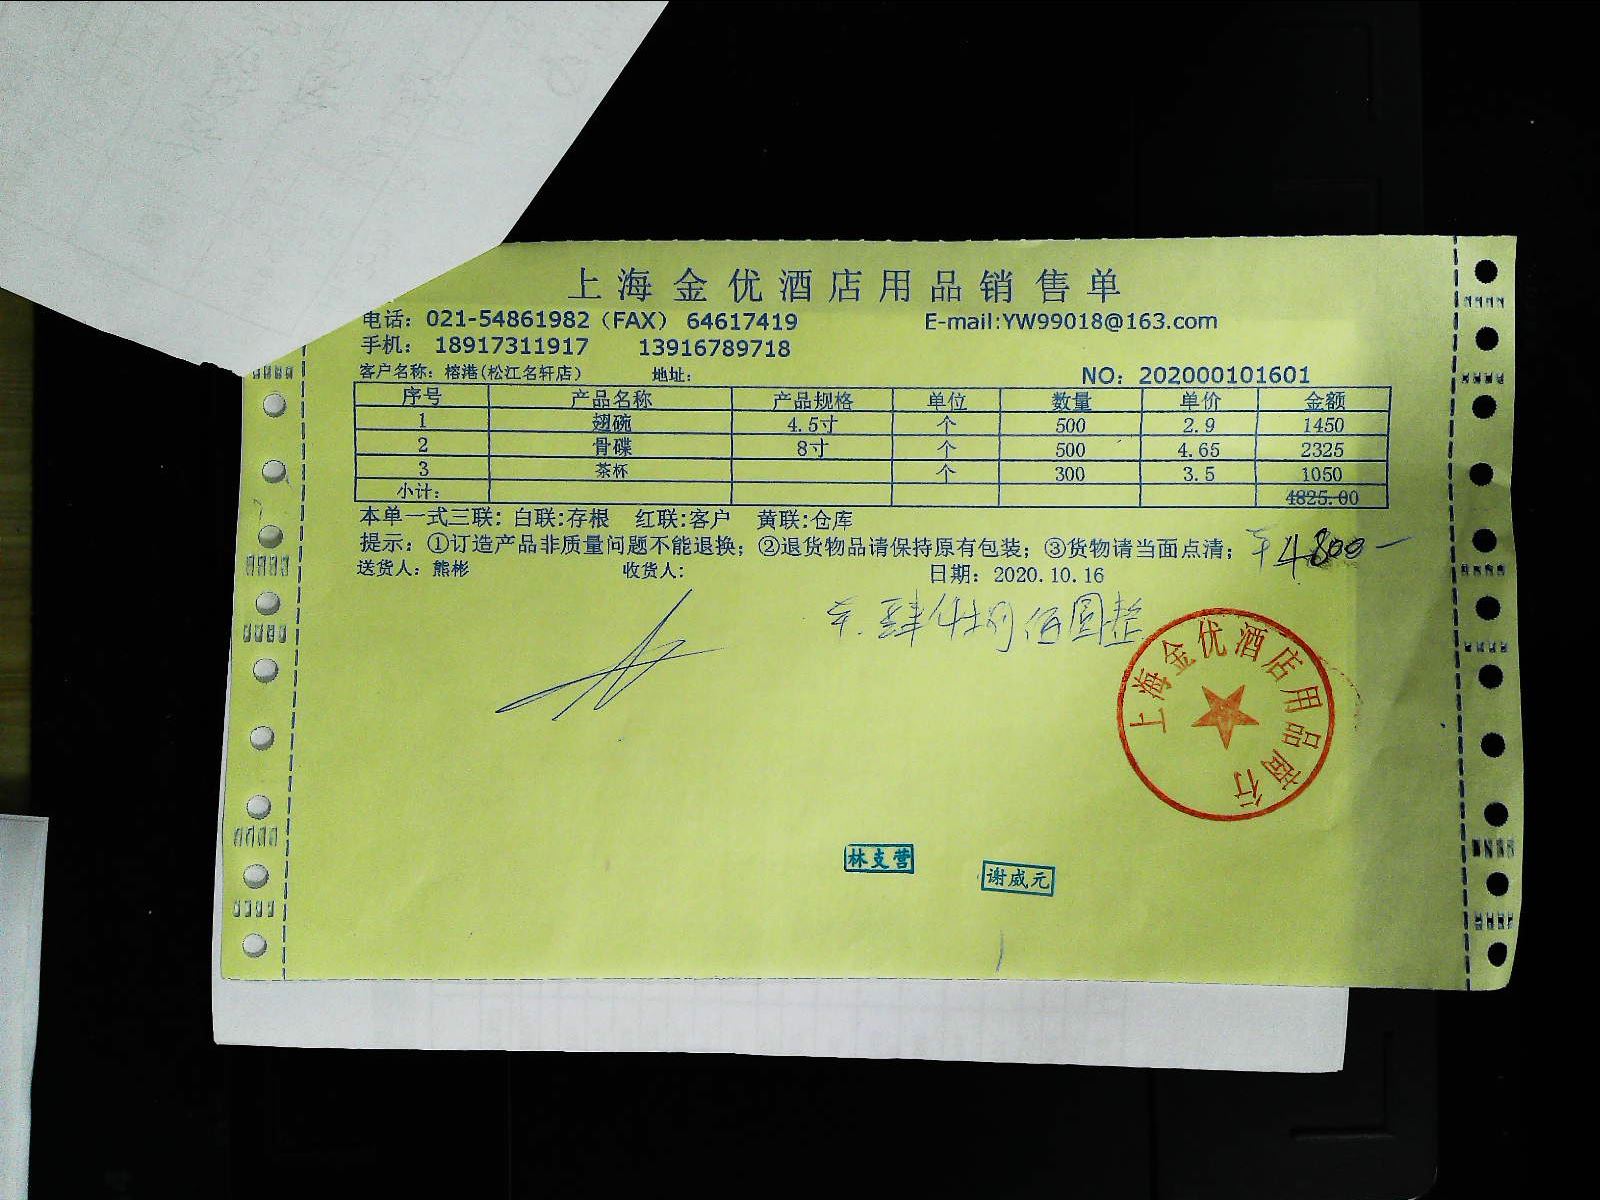 上海金优酒店用品销售单
电话：021-54861982（FAX） 64617419 E-mail:YW99018@163.com
手机： 18917311917 13916789718
客户名称：榕港(松江名轩店） 地址： NO：202000101601
序号 产品名称 产品规格 单位 数量 单价 金额
1 翅碗 4.5寸 个 500 2.9 1450
2 骨碟 8寸 个 500 4.65 2325
3 茶杯 个 300 3.5 1050
小计： 4825.00
本单一式三联：白联:存根 红联:客户 黄联:仓库
提示：①订造产品非质量问题不能退换；②退货物品请保持原有包装；③货物请当面点清；
4800-
送货人：熊彬 收货人： 日期：2020.10.16
肆仟捌佰圆整
上海金优酒店用品商行
林支营
谢威元